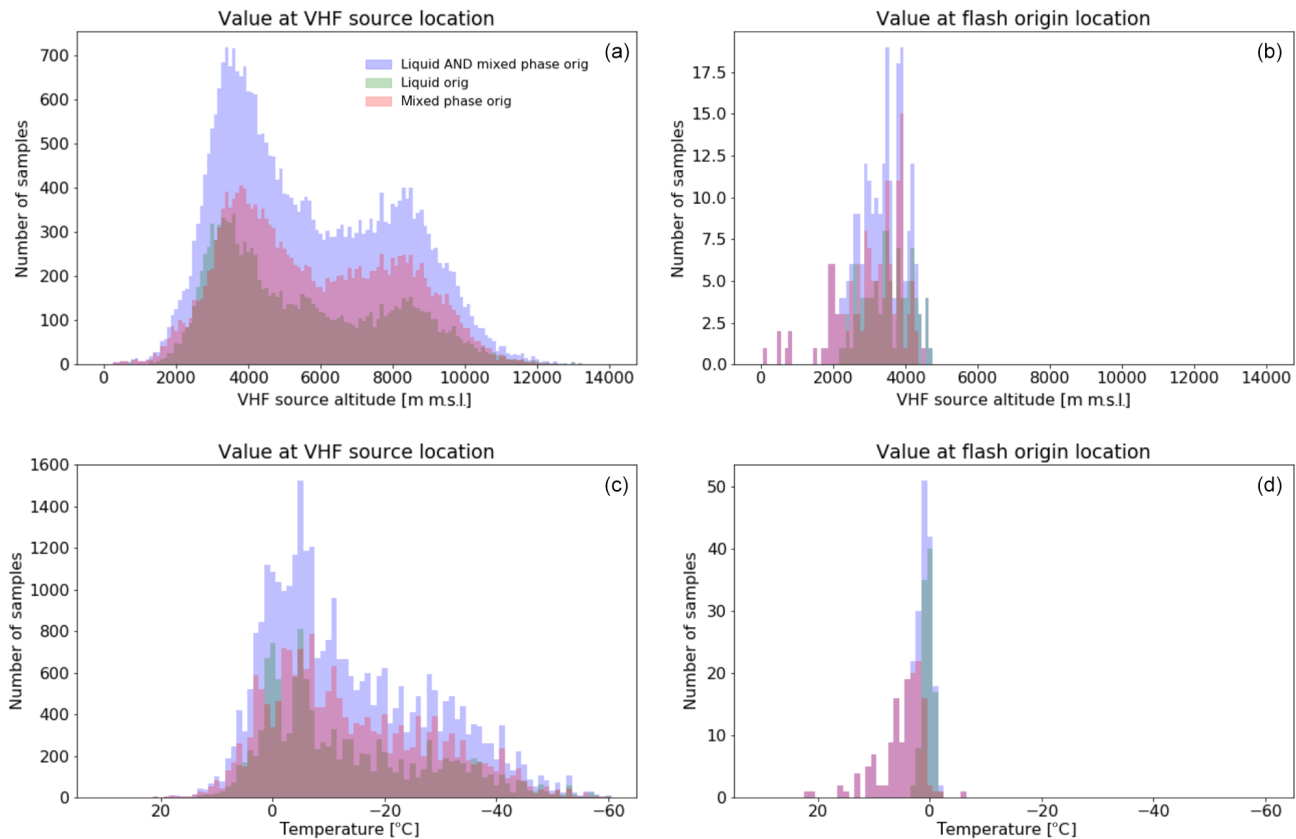 Value at VHF source location
(a)
Number of samples
700
600
500
400
300
200
100
0
Liquid AND mixed phase orig
Liquid orig
Mixed phase orig
0 2000 4000 6000 8000 10000 12000 14000
VHF source altitude [m m.s.l.]
Value at flash origin location
(b)
Number of samples
17.5
15.0
12.5
10.0
7.5
5.0
2.5
0.0
0 2000 4000 6000 8000 10000 12000 14000
VHF source altitude [m m.s.l.]
Value at VHF source location
(c)
Number of samples
1600
1400
1200
1000
800
600
400
200
0
20 0 −20 −40 −60
Temperature [°C]
Value at flash origin location
(d)
Number of samples
50
40
30
20
10
0
20 0 −20 −40 −60
Temperature [°C]